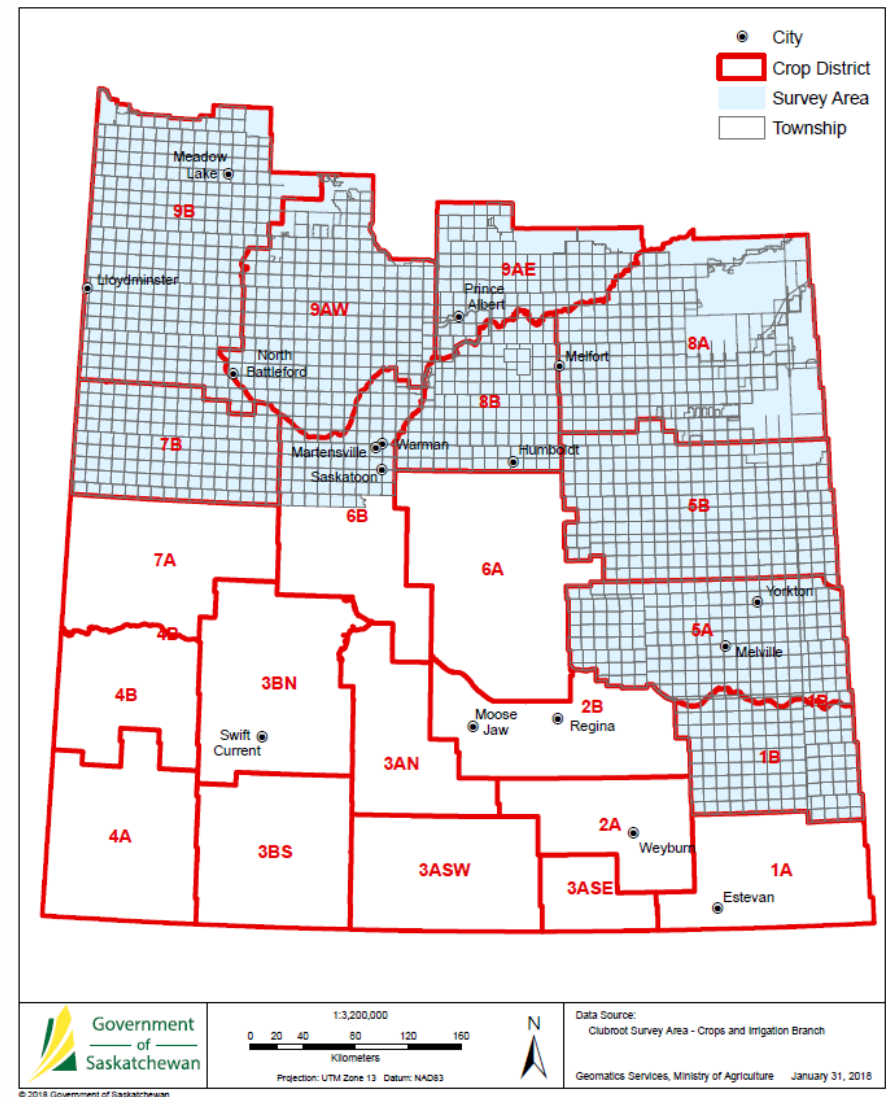 City
Crop District
Survey Area
Township
Meadow
Lake
9B
Lloydminster
9AW
9AE
Prince
Albert
North
Battleford
Melfort
8A
8B
7B
Warman
Martensville
Humboldt
Saskatoon
6B
5B
7A
6A
Yorkton
5A
4B
Melville
3BN
4B
2B
1B
Moose
Jaw
Regina
Swift
Current
3AN
1B
4A
2A
Weyburn
3BS
3ASW
3ASE
1A
Estevan
Government
of
Saskatchewan
1:3,200,000
0 20 40 80 120 160
Kilometers
Projection: UTM Zone 13 Datum: NAD83
N
Data Source:
Clubroot Survey Area - Crops and Irrigation Branch
Geomatics Services, Ministry of Agriculture January 31, 2018
© 2018 Government of Saskatchewan